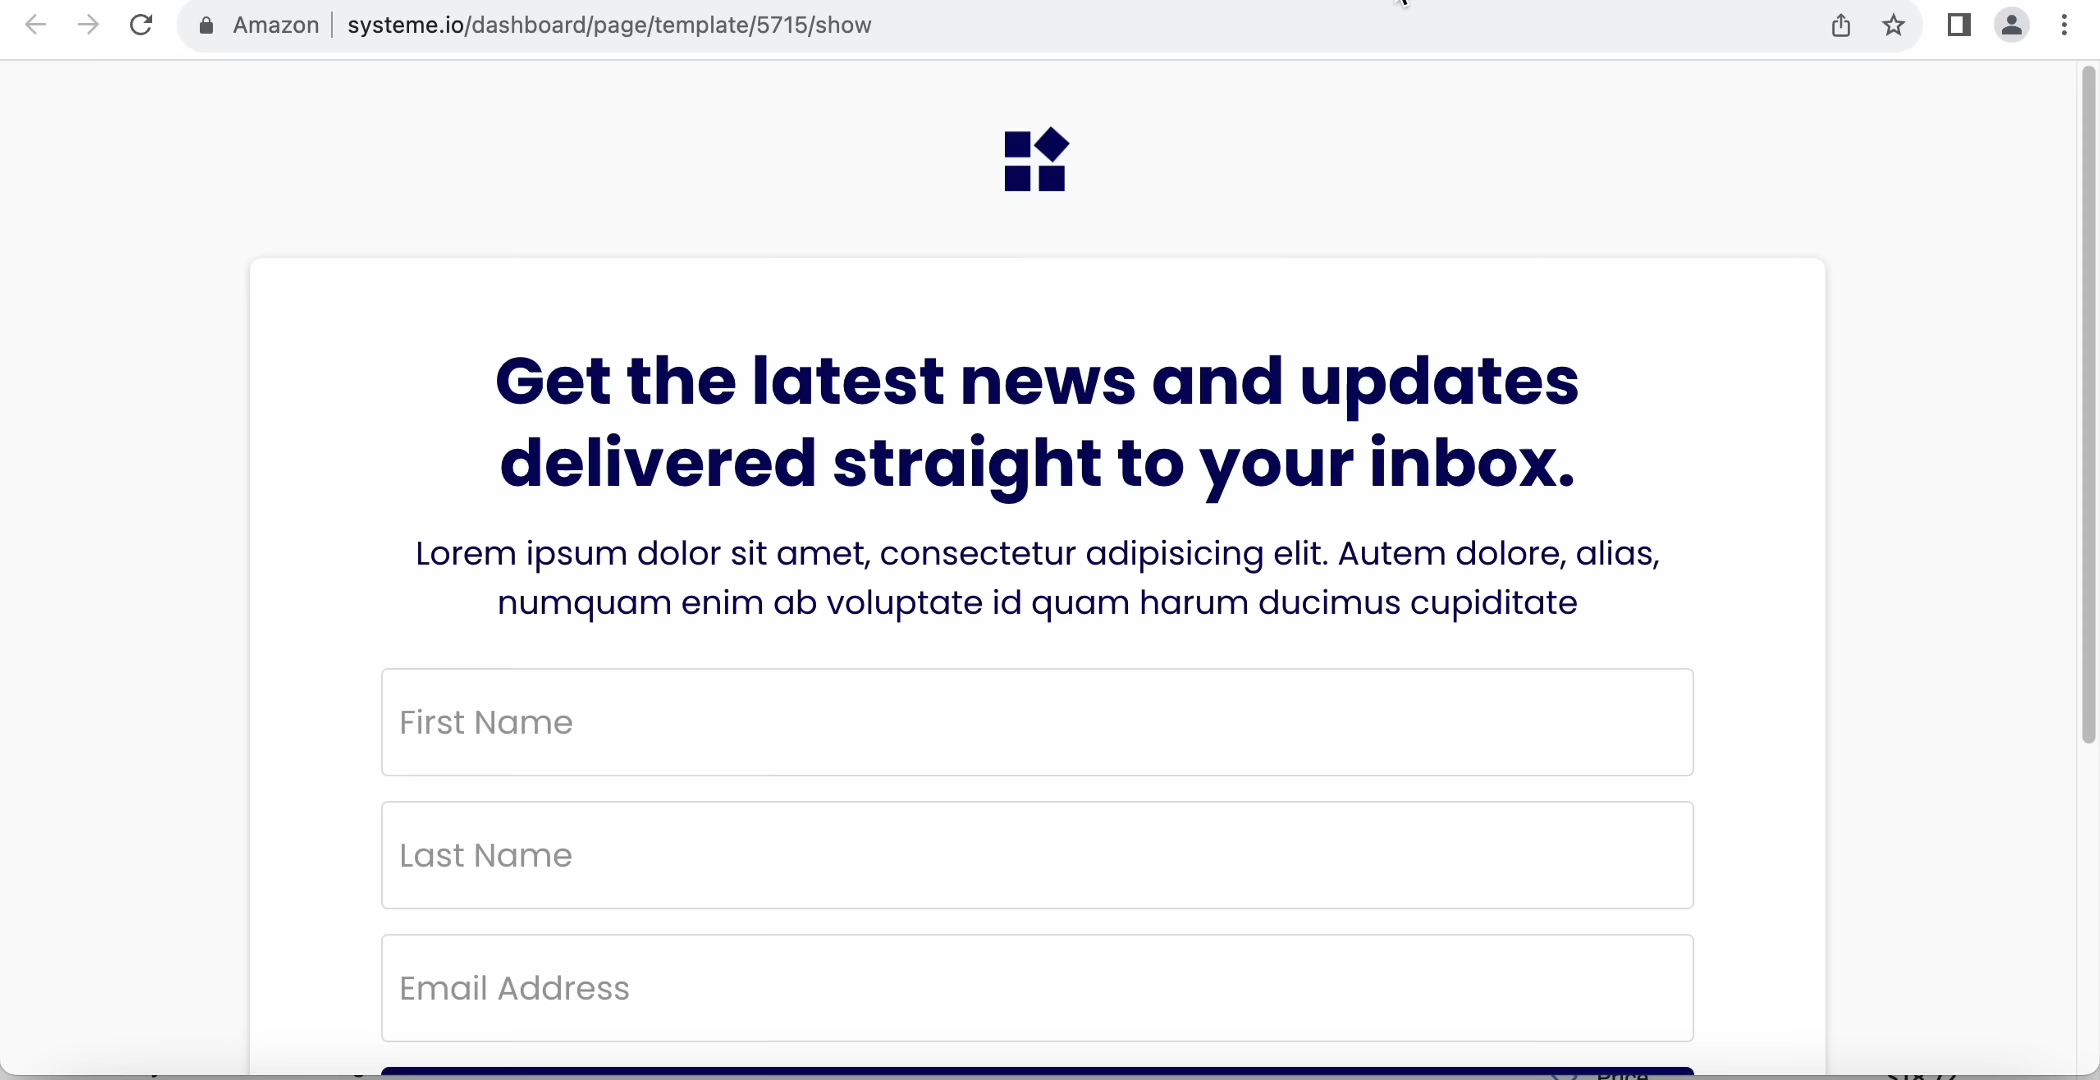 Amazon systeme.io/dashboard/page/template/5715/show
Get the latest news and updates
delivered straight to your inbox.
Lorem ipsum dolor sit amet, consectetur adipisicing elit. Autem dolore, alias,
numquam enim ab voluptate id quam harum ducimus cupiditate
First Name
Last Name
Email Address